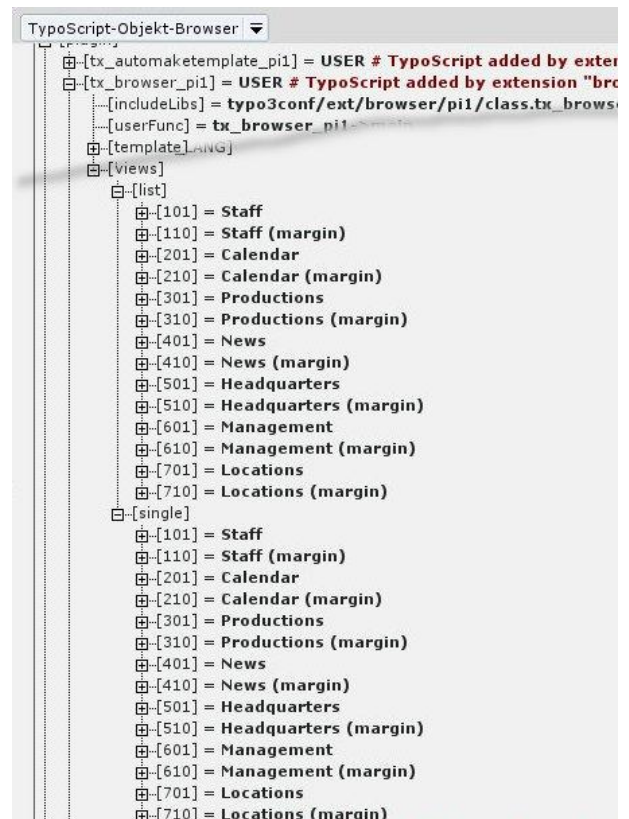 TypoScript-Objekt-Browser
[plugin]
[tx_automaketemplate_pi1] = USER # TypoScript added by exten
[tx_browser_pi1] = USER # TypoScript added by extension "bro
[includeLibs] = typo3conf/ext/browser/pi1/class.tx_browse
[userFunc] = tx_browser_pi1->main
[template]
LANG]
[views]
[list]
[101] = Staff
[110] = Staff (margin)
[201] = Calendar
[210] = Calendar (margin)
[301] = Productions
[310] = Productions (margin)
[401] = News
[410] = News (margin)
[501] = Headquarters
[510] = Headquarters (margin)
[601] = Management
[610] = Management (margin)
[701] = Locations
[710] = Locations (margin)
[single]
[101] = Staff
[110] = Staff (margin)
[201] = Calendar
[210] = Calendar (margin)
[301] = Productions
[310] = Productions (margin)
[401] = News
[410] = News (margin)
[501] = Headquarters
[510] = Headquarters (margin)
[601] = Management
[610] = Management (margin)
[701] = Locations
[710] = Locations (margin)